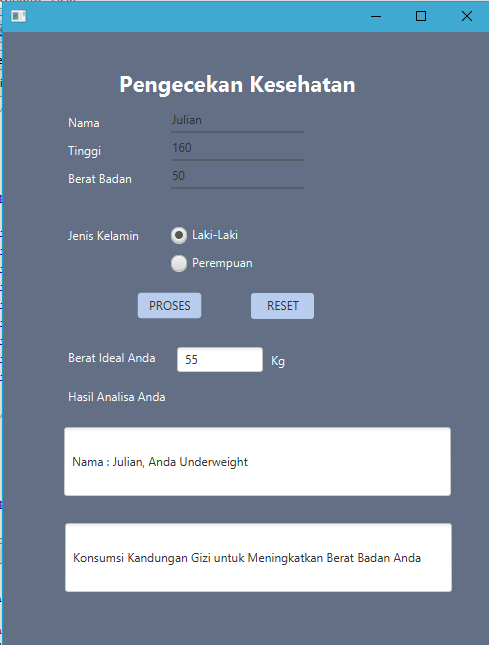 Pengecekan Kesehatan
Nama Julian
Tinggi 160
Berat Badan 50
Jenis Kelamin Laki-Laki
Perempuan
PROSES RESET
Berat Ideal Anda 55 Kg
Hasil Analisa Anda
Nama : Julian, Anda Underweight
Konsumsi Kandungan Gizi untuk Meningkatkan Berat Badan Anda